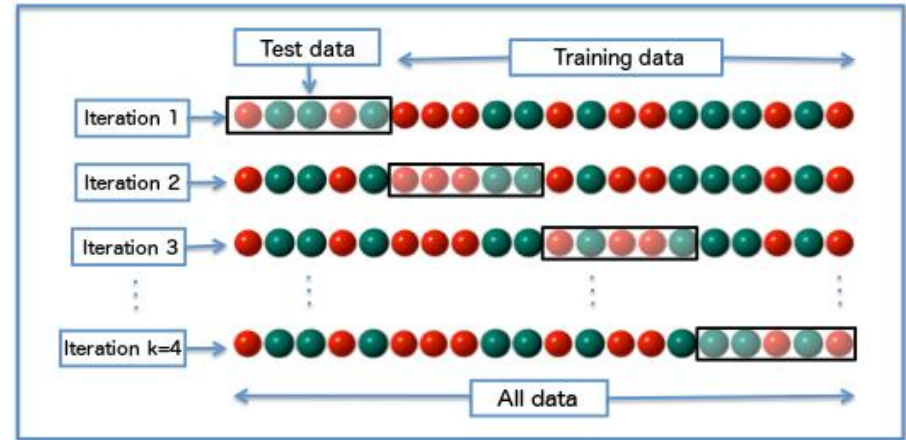 Test data
Training data
Iteration 1
Iteration 2
Iteration 3
Iteration k=4
All data